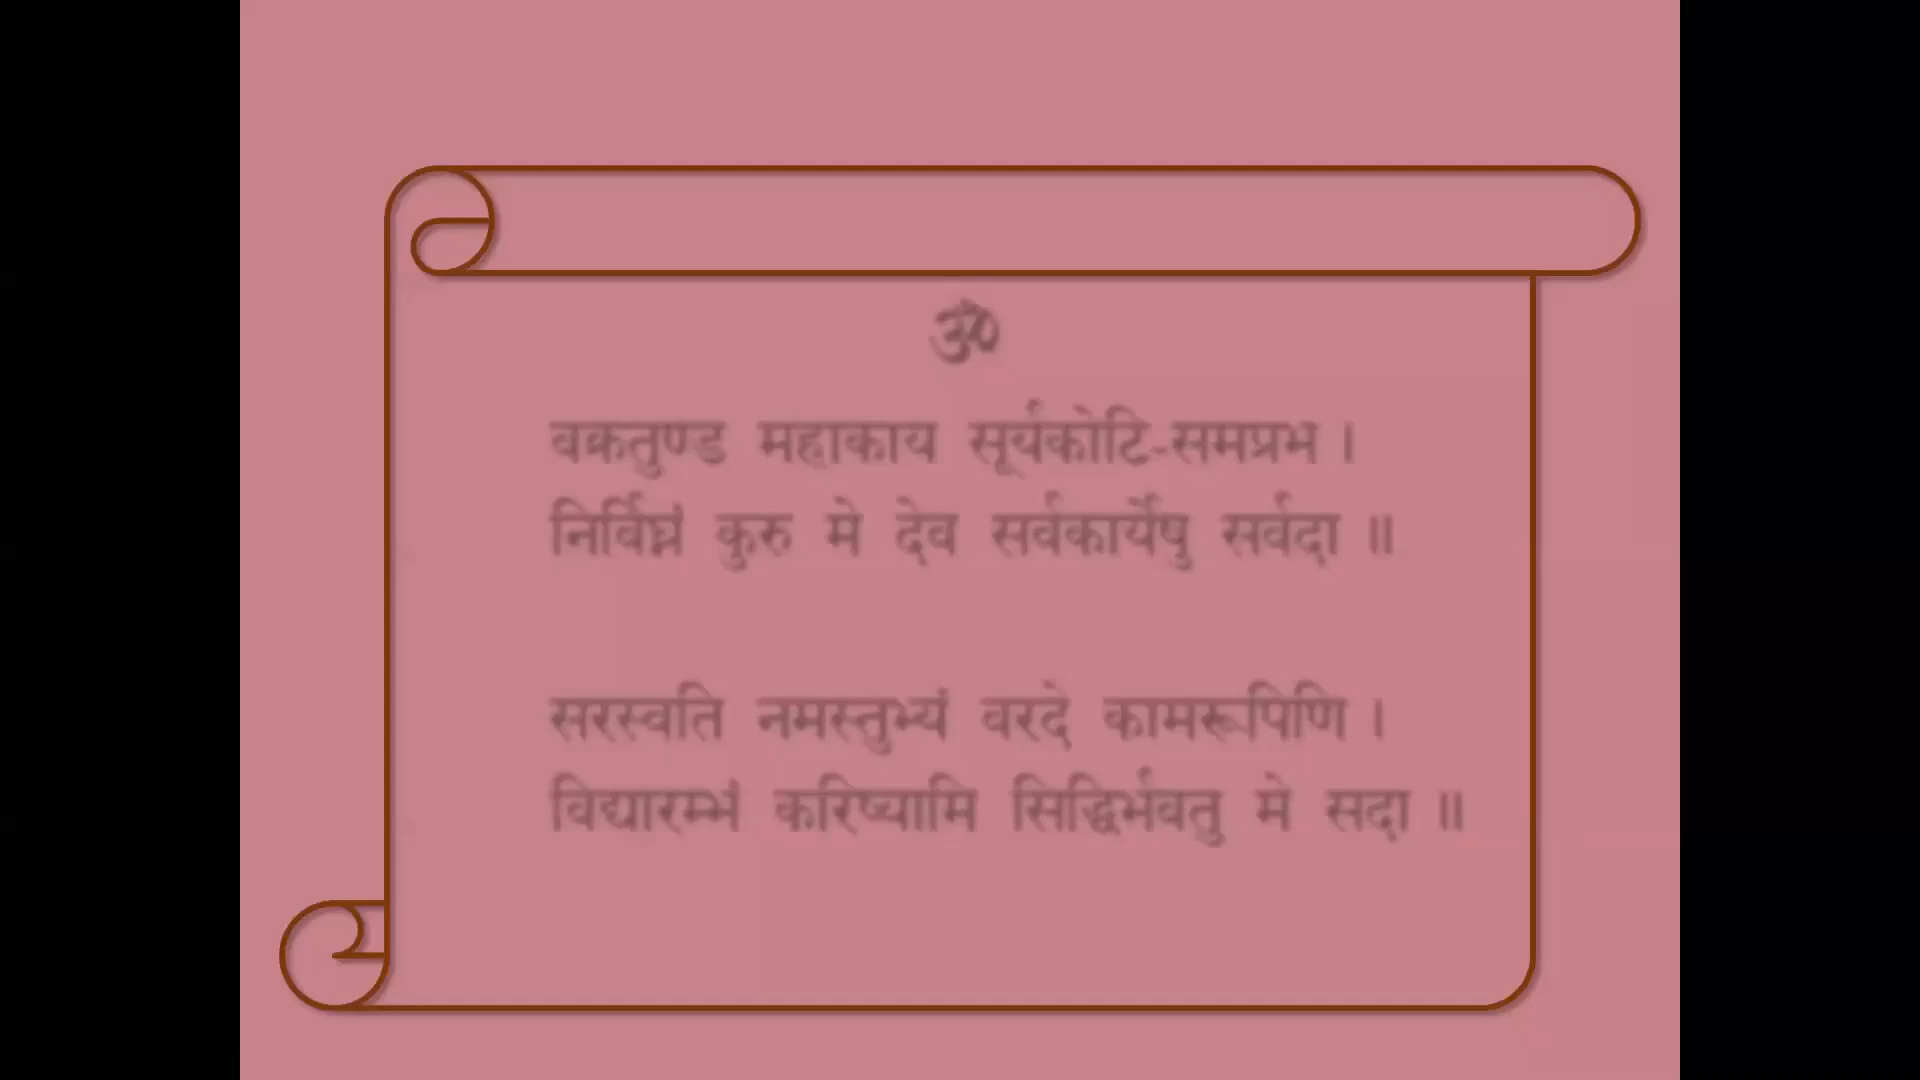 ॐ
वक्रतुण्ड महाकाय सूर्यकोटि-समप्रभ ।
निर्विघ्नं कुरु मे देव सर्वकार्येषु सर्वदा ॥
सरस्वति नमस्तुभ्यं वरदे कामरूपिणि ।
विद्यारम्भं करिष्यामि सिद्धिर्भवतु मे सदा ॥